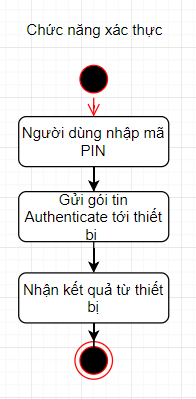 Chức năng xác thực
Người dùng nhập mã
PIN
Gửi gói tin
Authenticate tới thiết
bị
Nhận kết quả từ thiết
bị